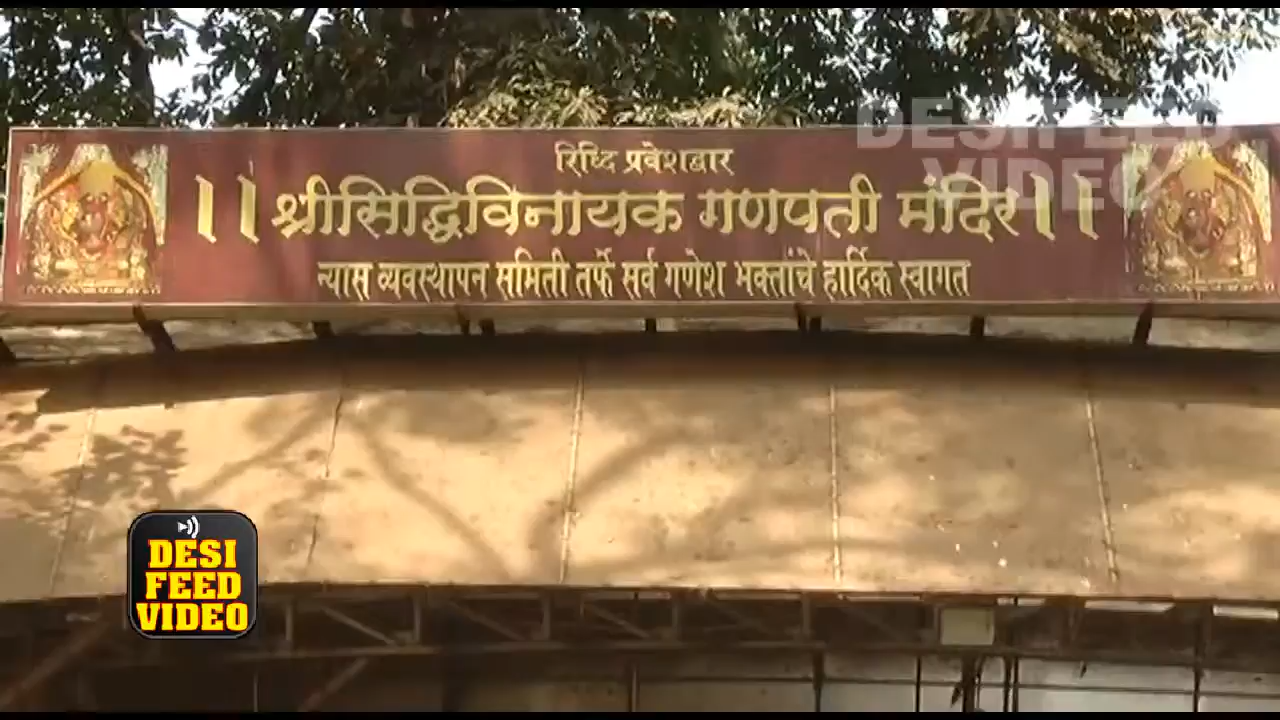 रिध्दि प्रवेशद्वार
।। श्रीसिद्धिविनायक गणपती मंदिर ।।
न्यास व्यवस्थापन समिती तर्फे सर्व गणेश भक्तांचे हार्दिक स्वागत
DESI FEED
VIDEO
DESI
FEED
VIDEO